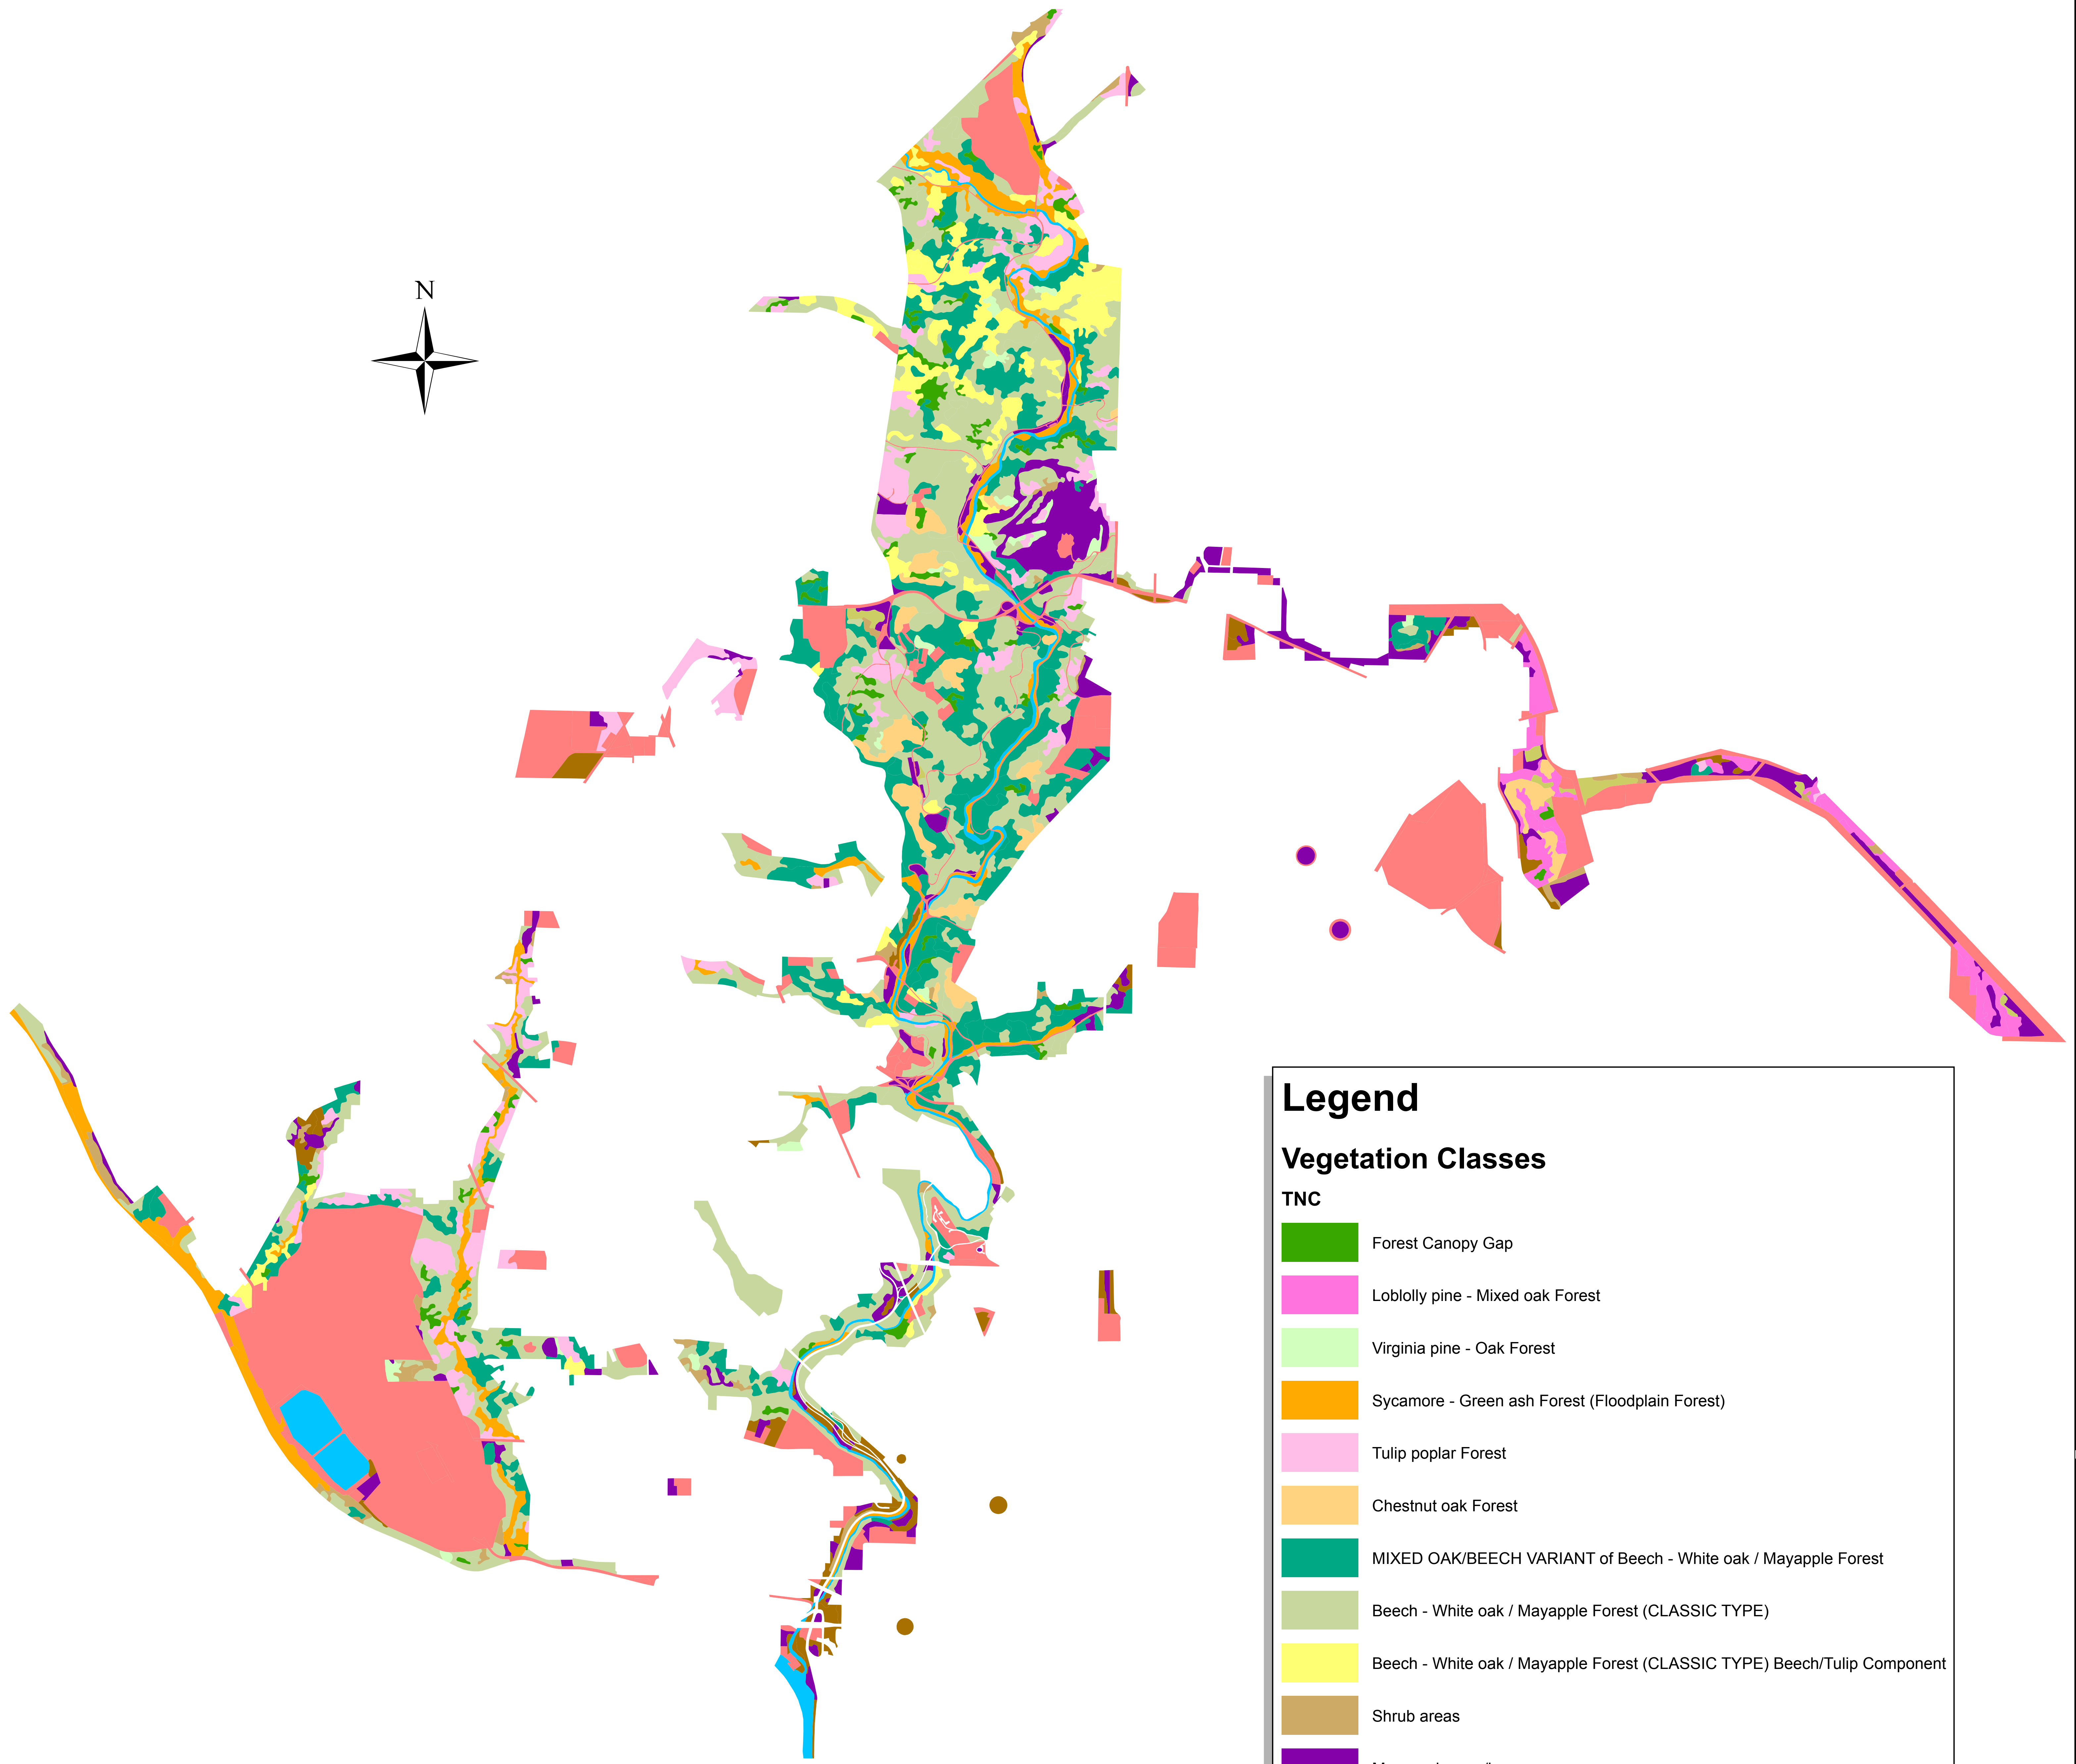 N
Legend
Vegetation Classes
TNC
Forest Canopy Gap
Loblolly pine - Mixed oak Forest
Virginia pine - Oak Forest
Sycamore - Green ash Forest (Floodplain Forest)
Tulip poplar Forest
Chestnut oak Forest
MIXED OAK/BEECH VARIANT of Beech - White oak / Mayapple Forest
Beech - White oak / Mayapple Forest (CLASSIC TYPE)
Beech - White oak / Mayapple Forest (CLASSIC TYPE) Beech/Tulip Component
Shrub areas